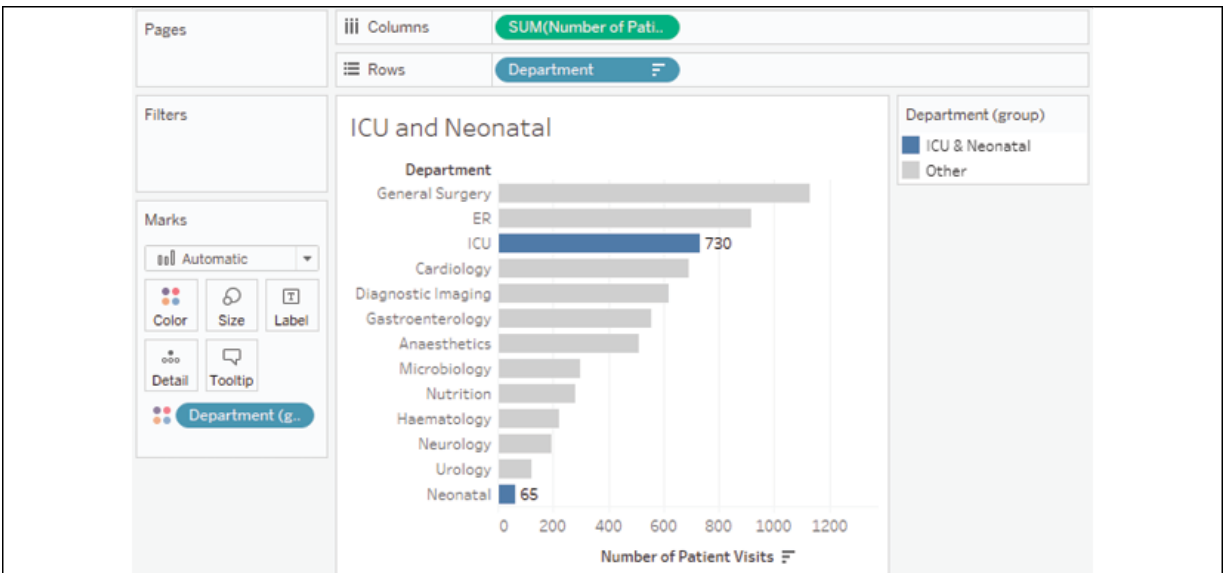 Pages
Columns
SUM(Number of Pati..
Rows
Department
Filters
Marks
Automatic
Color
Size
Label
Detail
Tooltip
Department (g..
ICU and Neonatal
Department
General Surgery
ER
ICU
730
Cardiology
Diagnostic Imaging
Gastroenterology
Anaesthetics
Microbiology
Nutrition
Haematology
Neurology
Urology
Neonatal
65
0 200 400 600 800 1000 1200
Number of Patient Visits
Department (group)
ICU & Neonatal
Other